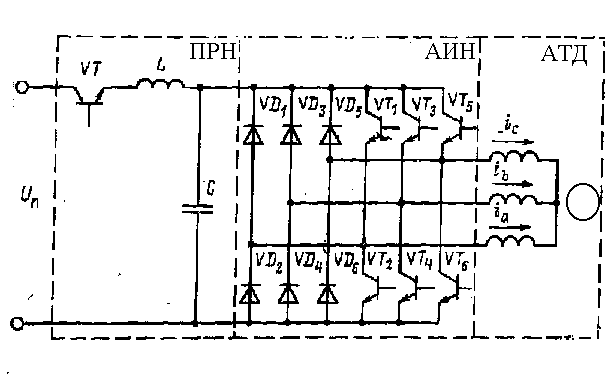 ПРН АИН АТД
VT L
VD1 VD3 VD5 VT1 VT3 VT5
ic
Uп C
ib
ia
VD2 VD4 VD6 VT2 VT4 VT6